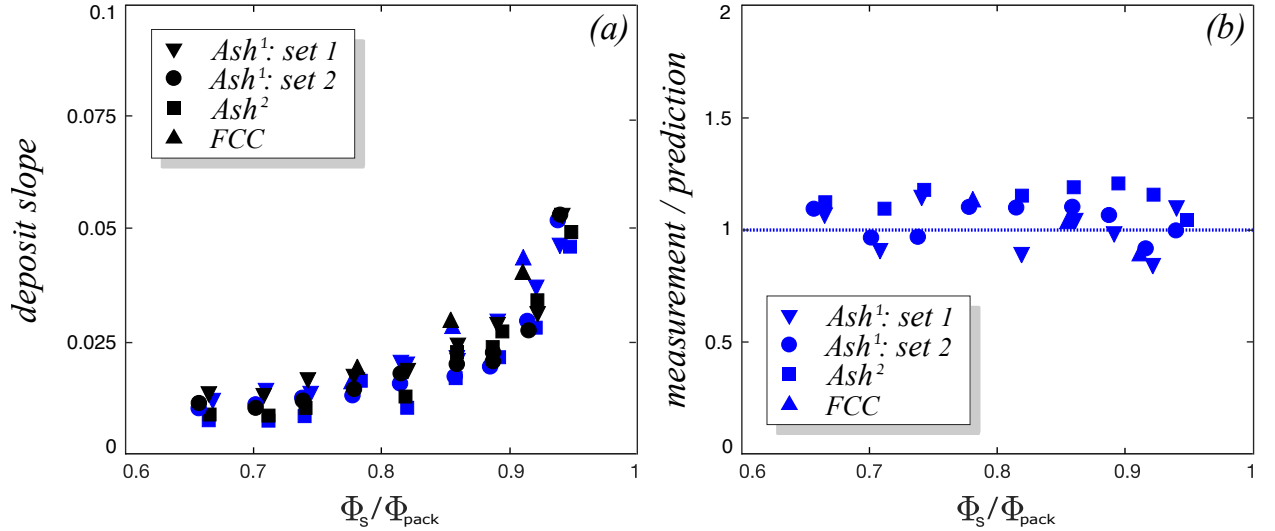 (a)
0.1
0.075
0.05
0.025
0
deposit slope
Ash¹: set 1
Ash¹: set 2
Ash²
FCC
0.6 0.7 0.8 0.9 1
Φs/Φpack
(b)
2
1.5
1
0.5
0
measurement / prediction
Ash¹: set 1
Ash¹: set 2
Ash²
FCC
0.6 0.7 0.8 0.9 1
Φs/Φpack